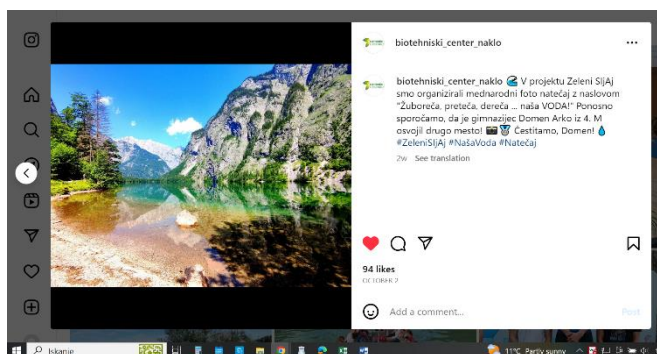 biotehniski_center_naklo
biotehniski_center_naklo 🌊 V projektu Zeleni SljAj
smo organizirali mednarodni foto natečaj z naslovom
"Žuboreča, preteča, dereča ... naša VODA!" Ponosno
sporočamo, da je gimnazijec Domen Arko iz 4. M
osvojil drugo mesto! 📷🥈 Čestitamo, Domen! 💧
#ZeleniSljAj #NašaVoda #Natečaj
2w See translation
94 likes
OCTOBER 2
Add a comment...
Post
Iskanje
11°C Partly sunny